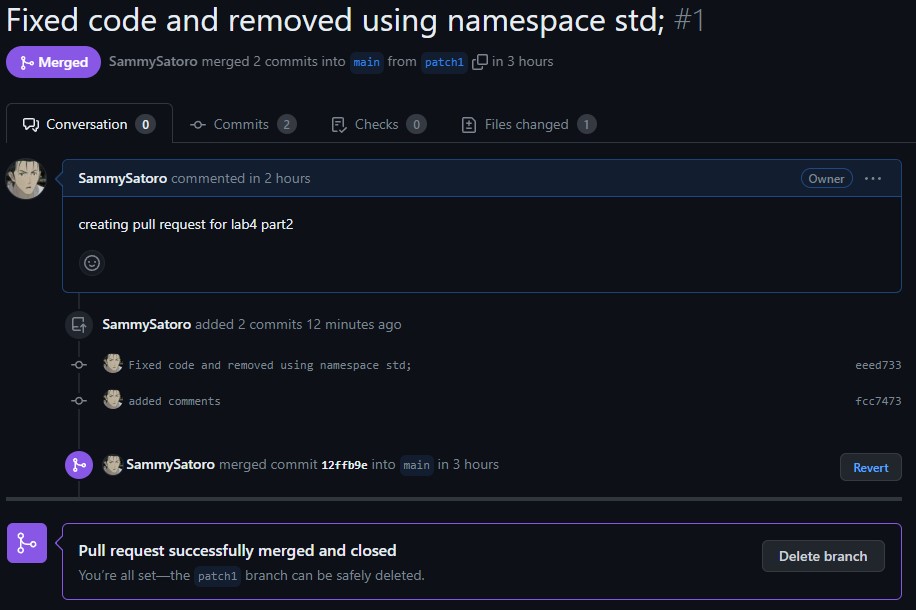 Fixed code and removed using namespace std; #1
Merged SammySatoro merged 2 commits into main from patch1 in 3 hours
Conversation 0 Commits 2 Checks 0 Files changed 1
SammySatoro commented in 2 hours Owner ...
creating pull request for lab4 part2
SammySatoro added 2 commits 12 minutes ago
Fixed code and removed using namespace std; eeed733
added comments fcc7473
SammySatoro merged commit 12ffb9e into main in 3 hours Revert
Pull request successfully merged and closed
You're all set—the patch1 branch can be safely deleted.
Delete branch